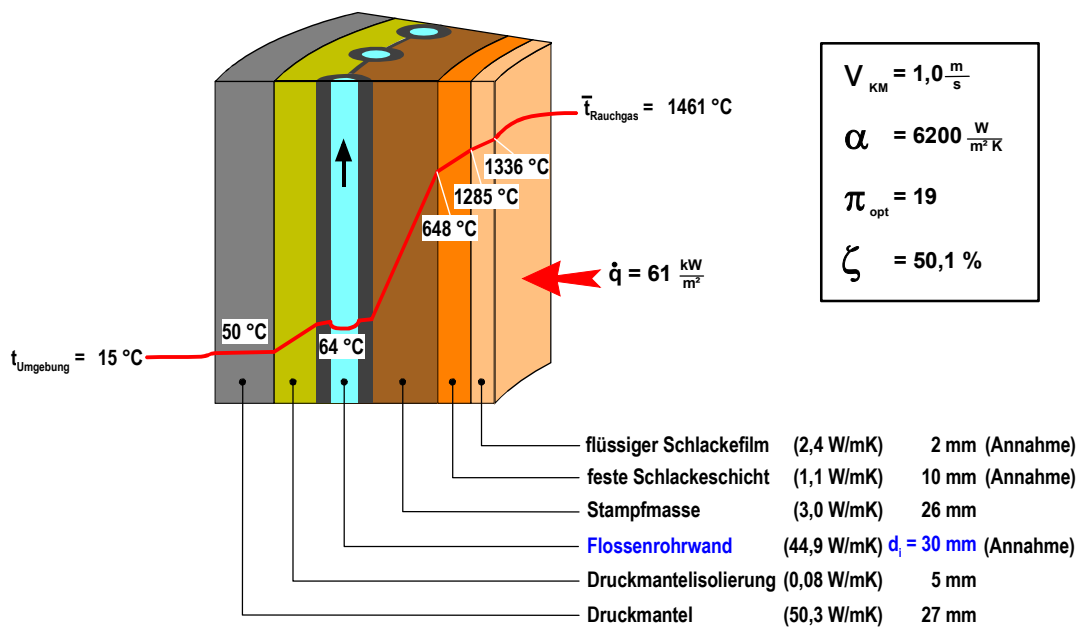 t̅ Rauchgas = 1461 °C
1336 °C
1285 °C
648 °C
q̇ = 61 kW/m²
50 °C
64 °C
t Umgebung = 15 °C
V KM = 1,0 m/s
α = 6200 W/m² K
π opt = 19
ζ = 50,1 %
flüssiger Schlackefilm (2,4 W/mK) 2 mm (Annahme)
feste Schlackeschicht (1,1 W/mK) 10 mm (Annahme)
Stampfmasse (3,0 W/mK) 26 mm
Flossenrohrwand (44,9 W/mK) di = 30 mm (Annahme)
Druckmantelisolierung (0,08 W/mK) 5 mm
Druckmantel (50,3 W/mK) 27 mm